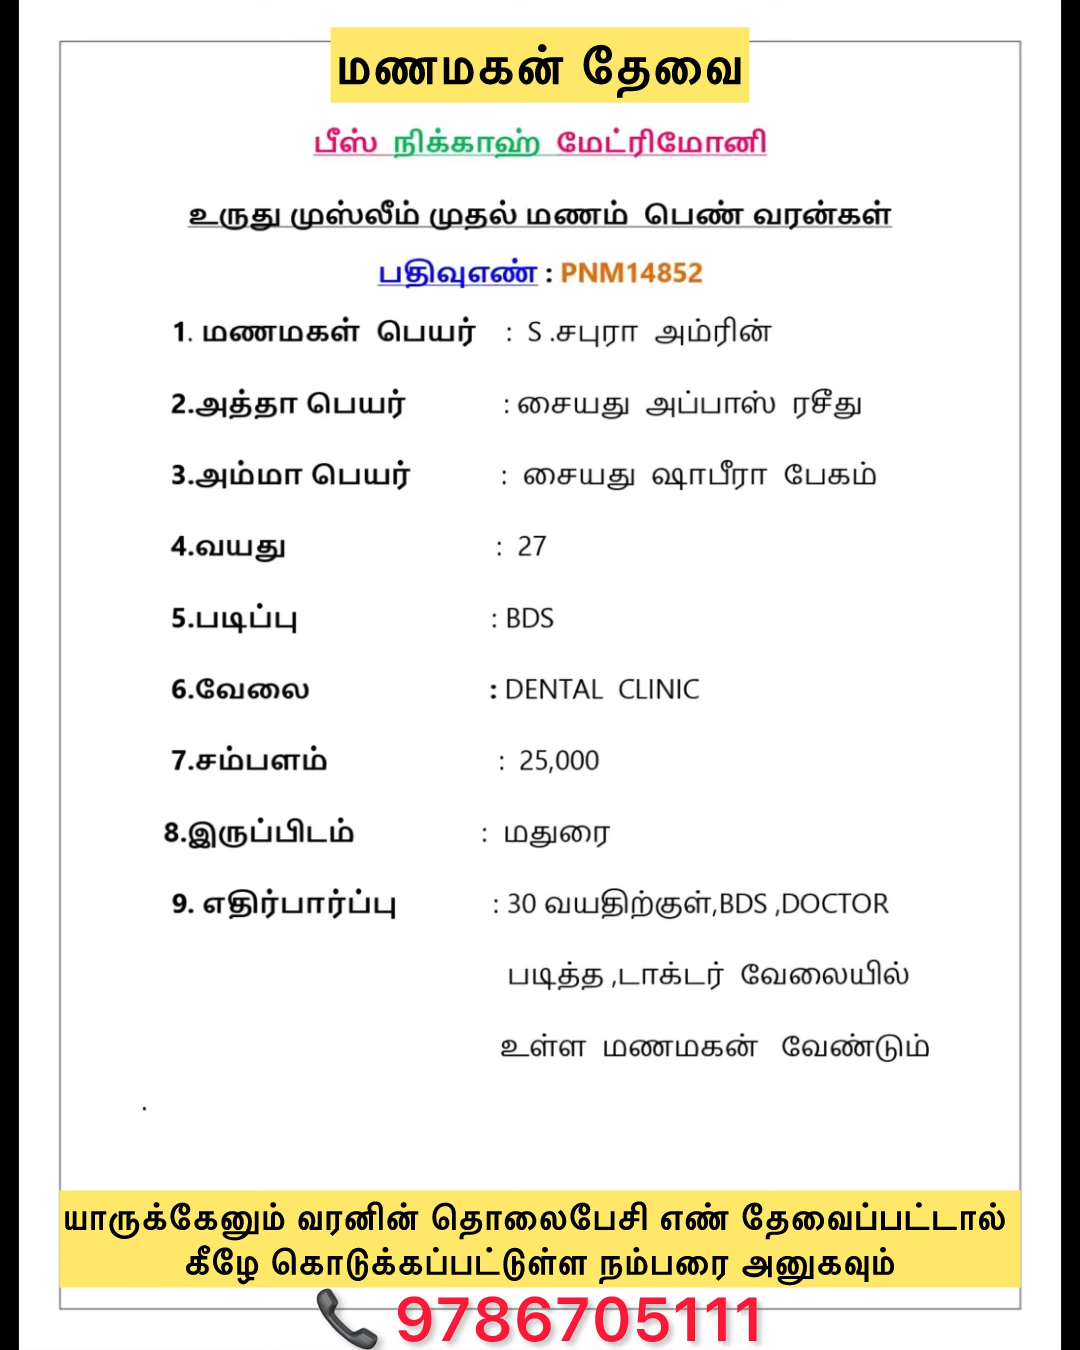 மணமகன் தேவை
பீஸ் நிக்காஹ் மேட்ரிமோனி
உருது முஸ்லீம் முதல் மணம் பெண் வரன்கள்
பதிவுஎண் : PNM14852
1. மணமகள் பெயர் : S .சபுரா அம்ரின்
2.அத்தா பெயர் : சையது அப்பாஸ் ரசீது
3.அம்மா பெயர் : சையது ஷாபீரா பேகம்
4.வயது : 27
5.படிப்பு : BDS
6.வேலை : DENTAL CLINIC
7.சம்பளம் : 25,000
8.இருப்பிடம் : மதுரை
9. எதிர்பார்ப்பு : 30 வயதிற்குள்,BDS ,DOCTOR
படித்த ,டாக்டர் வேலையில்
உள்ள மணமகன் வேண்டும்
.
யாருக்கேனும் வரனின் தொலைபேசி எண் தேவைப்பட்டால்
கீழே கொடுக்கப்பட்டுள்ள நம்பரை அனுகவும்
9786705111